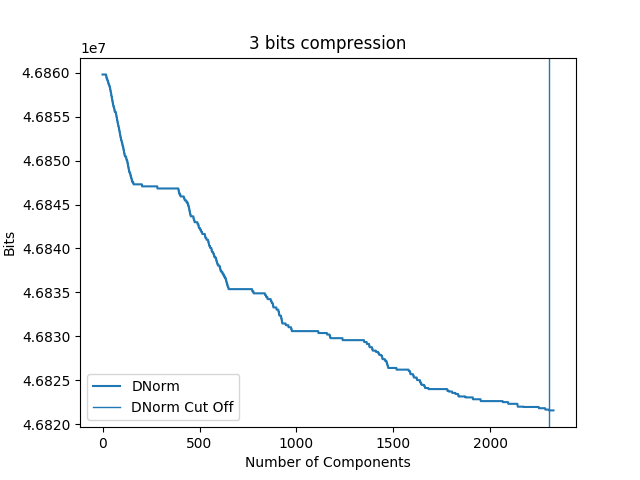 3 bits compression
1e7
4.6860
4.6855
4.6850
4.6845
4.6840
4.6835
4.6830
4.6825
4.6820
Bits
DNorm
DNorm Cut Off
0 500 1000 1500 2000
Number of Components